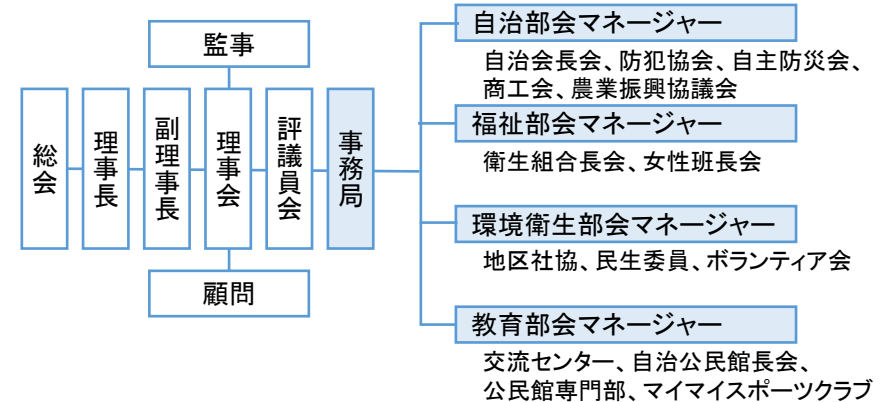 監事
総会
理事長
副理事長
理事会
評議員会
事務局
顧問
自治部会マネージャー
自治会長会、防犯協会、自主防災会、
商工会、農業振興協議会
福祉部会マネージャー
衛生組合長会、女性班長会
環境衛生部会マネージャー
地区社協、民生委員、ボランティア会
教育部会マネージャー
交流センター、自治公民館長会、
公民館専門部、マイマイスポーツクラブ